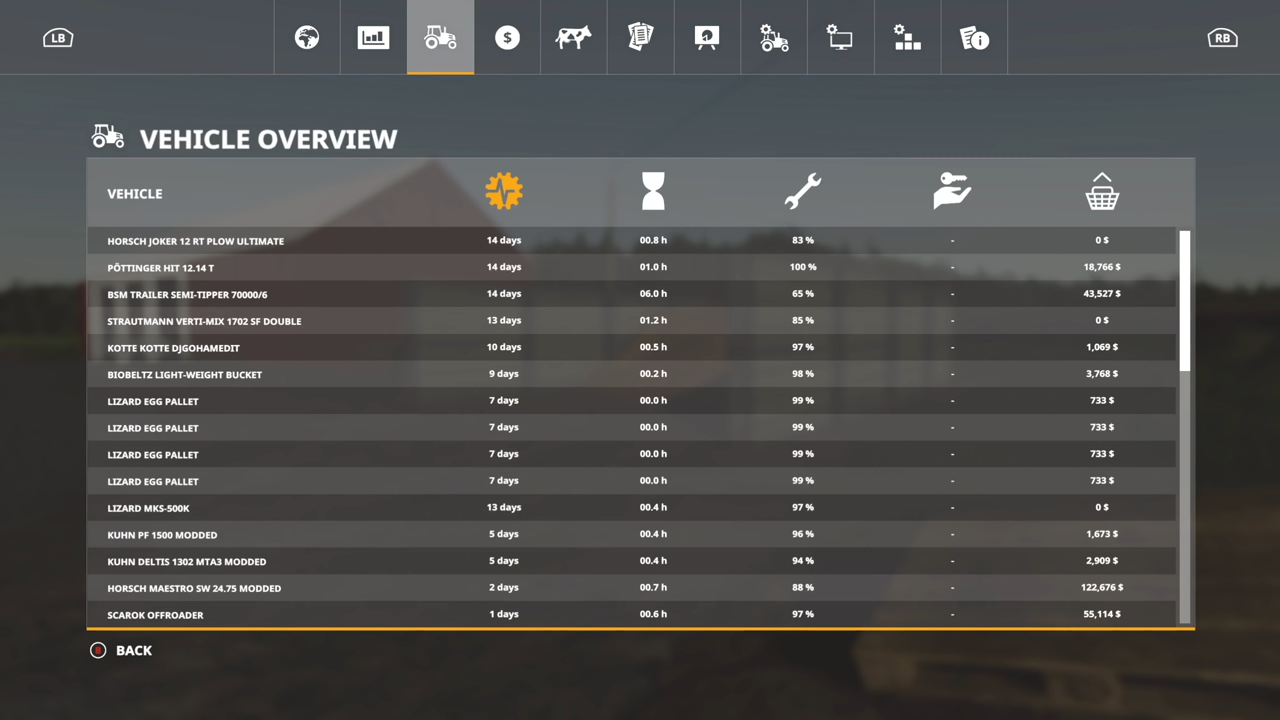 LB
$
RB
VEHICLE OVERVIEW
VEHICLE
HORSCH JOKER 12 RT PLOW ULTIMATE 14 days 00.8 h 83 % - 0 $
PÖTTINGER HIT 12.14 T 14 days 01.0 h 100 % - 18,766 $
BSM TRAILER SEMI-TIPPER 70000/6 14 days 06.0 h 65 % - 43,527 $
STRAUTMANN VERTI-MIX 1702 SF DOUBLE 13 days 01.2 h 85 % - 0 $
KOTTE KOTTE DJGOHAMEDIT 10 days 00.5 h 97 % - 1,069 $
BIOBELTZ LIGHT-WEIGHT BUCKET 9 days 00.2 h 98 % - 3,768 $
LIZARD EGG PALLET 7 days 00.0 h 99 % - 733 $
LIZARD EGG PALLET 7 days 00.0 h 99 % - 733 $
LIZARD EGG PALLET 7 days 00.0 h 99 % - 733 $
LIZARD EGG PALLET 7 days 00.0 h 99 % - 733 $
LIZARD MKS-500K 13 days 00.4 h 97 % - 0 $
KUHN PF 1500 MODDED 5 days 00.4 h 96 % - 1,673 $
KUHN DELTIS 1302 MTA3 MODDED 5 days 00.4 h 94 % - 2,909 $
HORSCH MAESTRO SW 24.75 MODDED 2 days 00.7 h 88 % - 122,676 $
SCAROK OFFROADER 1 days 00.6 h 97 % - 55,114 $
BACK